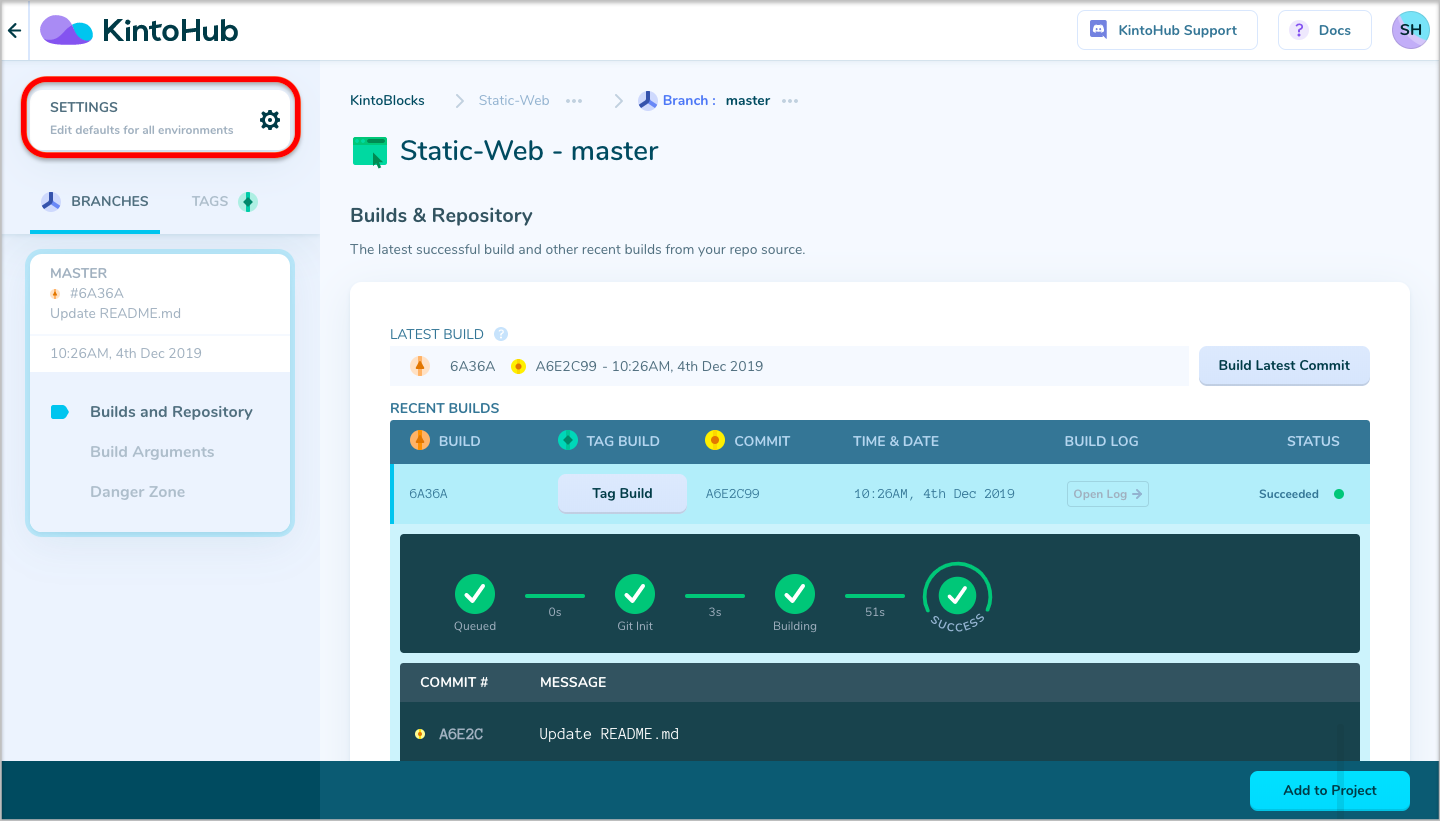 KintoHub
KintoHub Support
? Docs
SH
SETTINGS
Edit defaults for all environments
BRANCHES
TAGS
MASTER
#6A36A
Update README.md
10:26AM, 4th Dec 2019
Builds and Repository
Build Arguments
Danger Zone
KintoBlocks
Static-Web
Branch :
master
Static-Web - master
Builds & Repository
The latest successful build and other recent builds from your repo source.
LATEST BUILD ?
6A36A A6E2C99 - 10:26AM, 4th Dec 2019
Build Latest Commit
RECENT BUILDS
BUILD TAG BUILD COMMIT TIME & DATE BUILD LOG STATUS
6A36A Tag Build A6E2C99 10:26AM, 4th Dec 2019 Open Log → Succeeded
0s 3s 51s
Queued Git Init Building SUCCESS
COMMIT # MESSAGE
A6E2C Update README.md
Add to Project